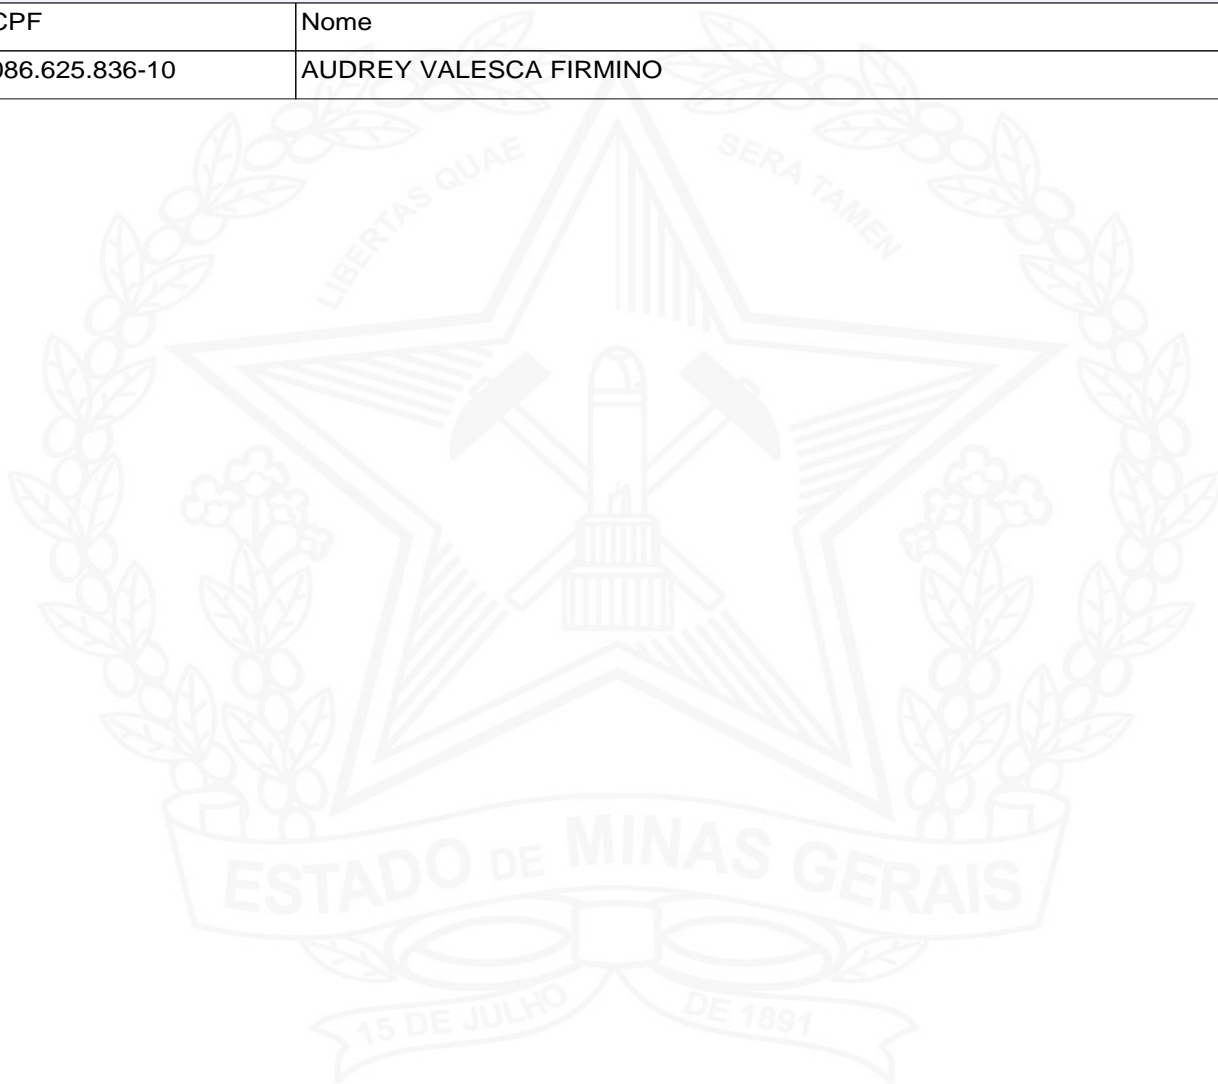 CPF Nome
086.625.836-10 AUDREY VALESCA FIRMINO
LIBERTAS QUAE SERA TAMEN
ESTADO DE MINAS GERAIS
15 DE JULHO DE 1891